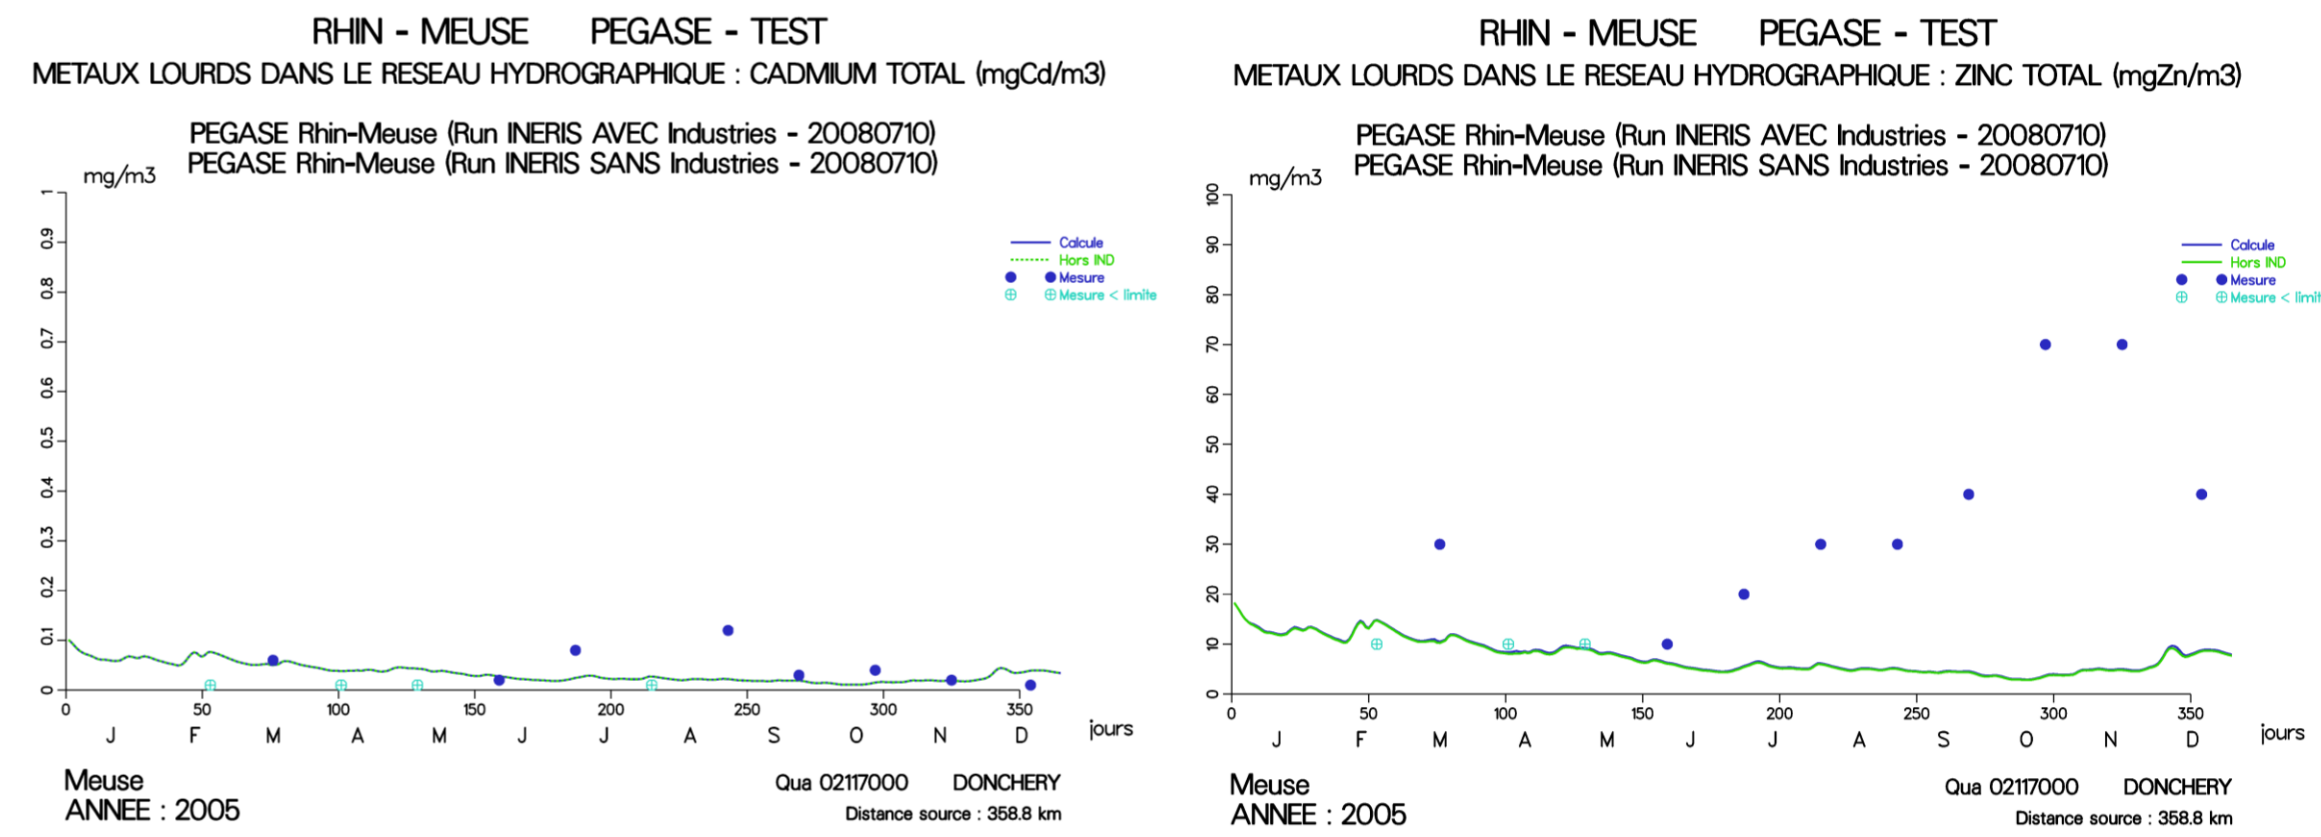 RHIN - MEUSE PEGASE - TEST
METAUX LOURDS DANS LE RESEAU HYDROGRAPHIQUE : CADMIUM TOTAL (mgCd/m3)
PEGASE Rhin-Meuse (Run INERIS AVEC Industries - 20080710)
PEGASE Rhin-Meuse (Run INERIS SANS Industries - 20080710)
mg/m3
1
0.9
0.8
0.7
0.6
0.5
0.4
0.3
0.2
0.1
0
Calcule
Hors IND
Mesure
Mesure < limite
0 50 100 150 200 250 300 350
J F M A M J J A S O N D
jours
Meuse
ANNEE : 2005
Qua 02117000 DONCHERY
Distance source : 358.8 km
RHIN - MEUSE PEGASE - TEST
METAUX LOURDS DANS LE RESEAU HYDROGRAPHIQUE : ZINC TOTAL (mgZn/m3)
PEGASE Rhin-Meuse (Run INERIS AVEC Industries - 20080710)
PEGASE Rhin-Meuse (Run INERIS SANS Industries - 20080710)
mg/m3
100
90
80
70
60
50
40
30
20
10
0
Calcule
Hors IND
Mesure
Mesure < limit
0 50 100 150 200 250 300 350
J F M A M J J A S O N D
jours
Meuse
ANNEE : 2005
Qua 02117000 DONCHERY
Distance source : 358.8 km